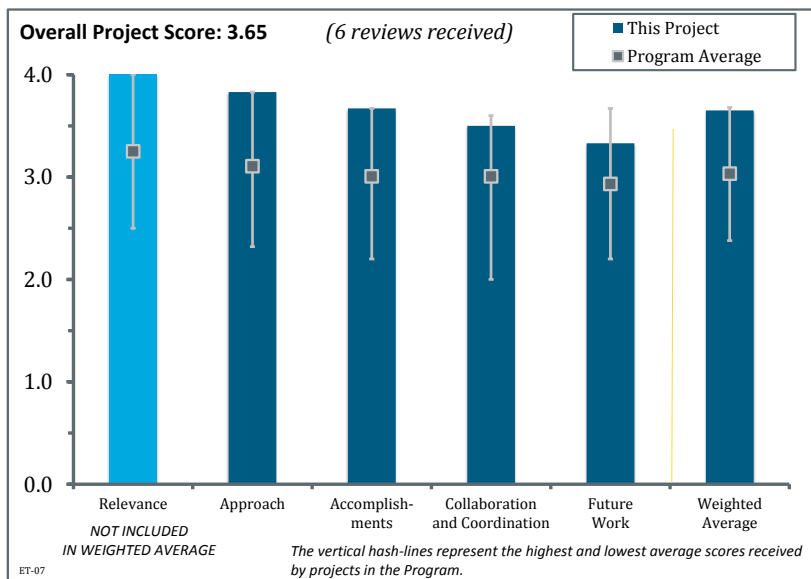 Overall Project Score: 3.65 (6 reviews received)
This Project
Program Average
4.0
3.0
2.0
1.0
0.0
Relevance
Approach
Accomplish-
ments
Collaboration
and Coordination
Future
Work
Weighted
Average
NOT INCLUDED
IN WEIGHTED AVERAGE
The vertical hash-lines represent the highest and lowest average scores received
by projects in the Program.
ET-07